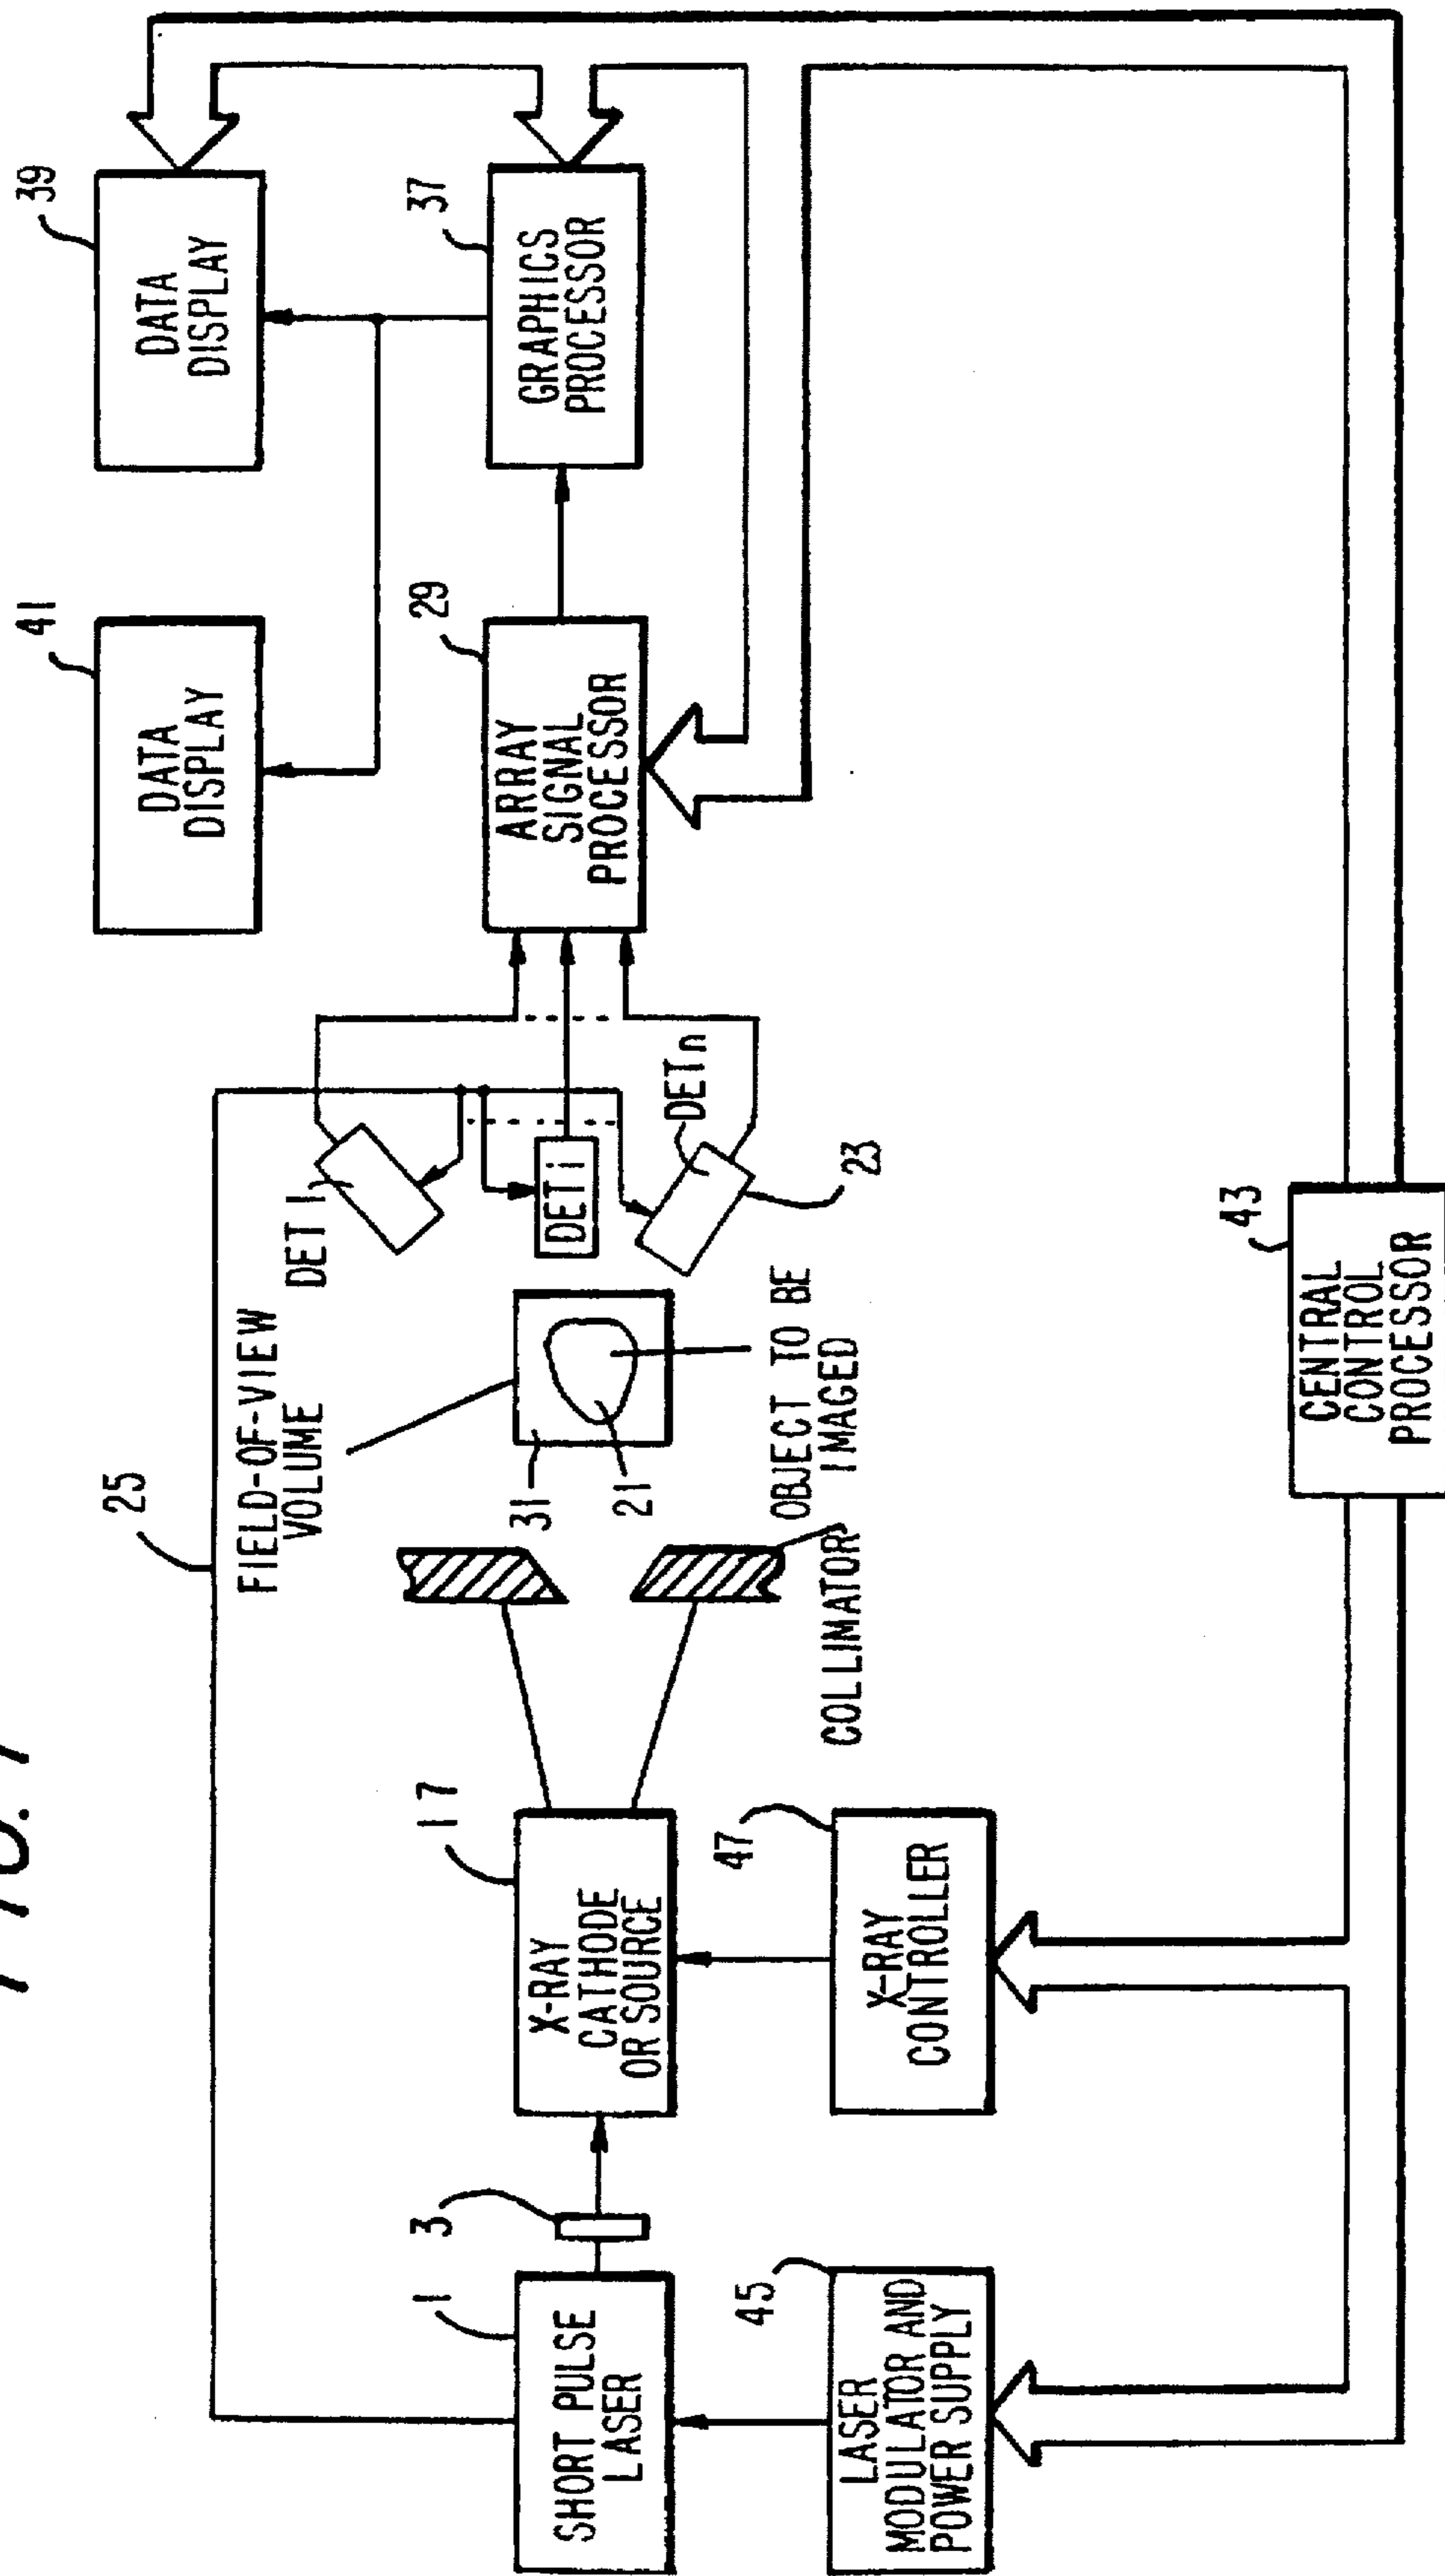 FIG. 1
41
39
DATA
DISPLAY
DATA
DISPLAY
25
FIELD-OF-VIEW
VOLUME
DET 1
1
3
17
29
37
SHORT PULSE
LASER
X-RAY
CATHODE
OR SOURCE
31
21
DET i
ARRAY
SIGNAL
PROCESSOR
GRAPHICS
PROCESSOR
DET n
23
45
47
COLLIMATOR
OBJECT TO BE
IMAGED
LASER
MODULATOR AND
POWER SUPPLY
X-RAY
CONTROLLER
43
CENTRAL
CONTROL
PROCESSOR